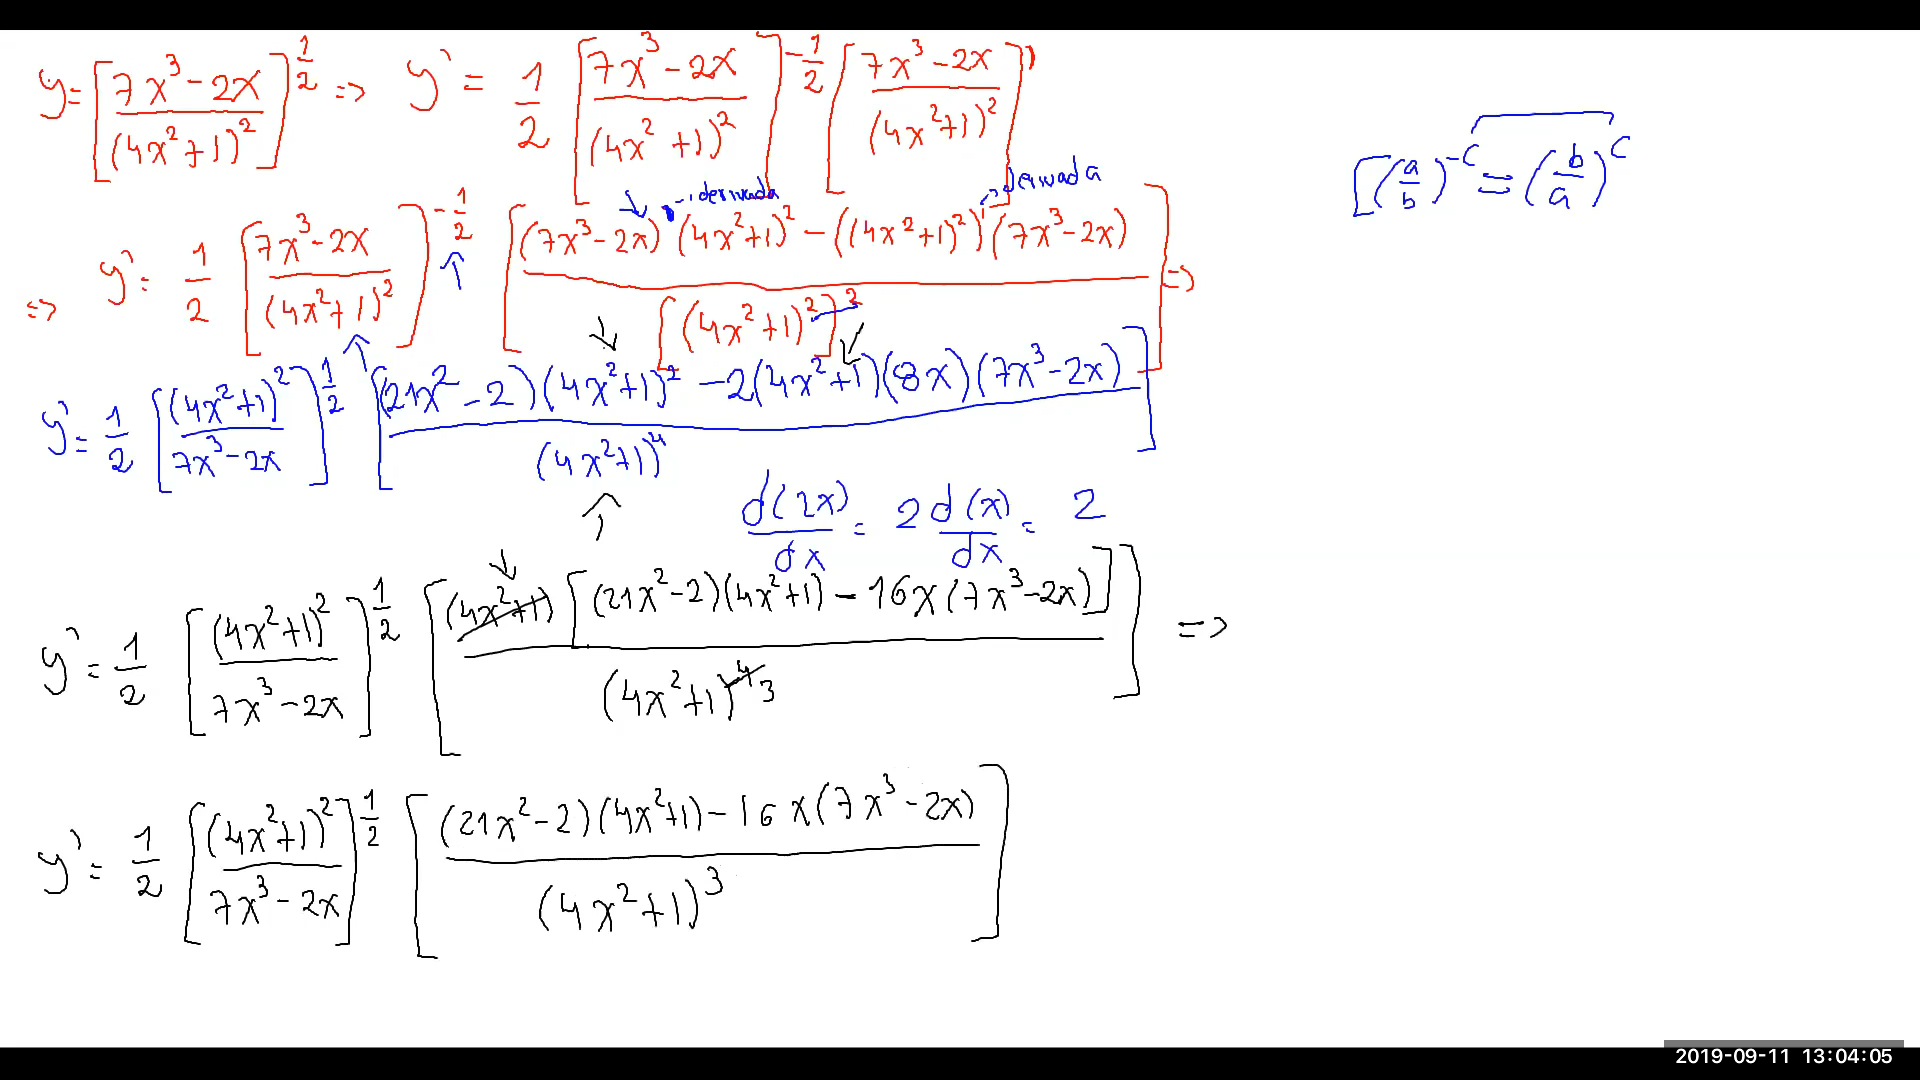 y = [(7x³ - 2x)/(4x² + 1)²]^(1/2) => y' = 1/2 [(7x³ - 2x)/(4x² + 1)²]^(-1/2) [(7x³ - 2x)/(4x² + 1)²]'
[(a/b)^(-c) = (b/a)^c
derivada
derivada
=> y' = 1/2 [(7x³ - 2x)/(4x² + 1)²]^(-1/2) [((7x³ - 2x)' (4x² + 1)² - ((4x² + 1)²)' (7x³ - 2x))/[(4x² + 1)²]²] =>
y' = 1/2 [(4x² + 1)²/(7x³ - 2x)]^(1/2) [((21x² - 2)(4x² + 1)² - 2(4x² + 1)(8x)(7x³ - 2x))/(4x² + 1)⁴]
d(2x)/dx = 2 d(x)/dx = 2
y' = 1/2 [(4x² + 1)²/(7x³ - 2x)]^(1/2) [(4x² + 1)[(21x² - 2)(4x² + 1) - 16x(7x³ - 2x)]/(4x² + 1)^4 3] =>
y' = 1/2 [(4x² + 1)²/(7x³ - 2x)]^(1/2) [((21x² - 2)(4x² + 1) - 16x(7x³ - 2x))/(4x² + 1)³]
2019-09-11 13:04:05